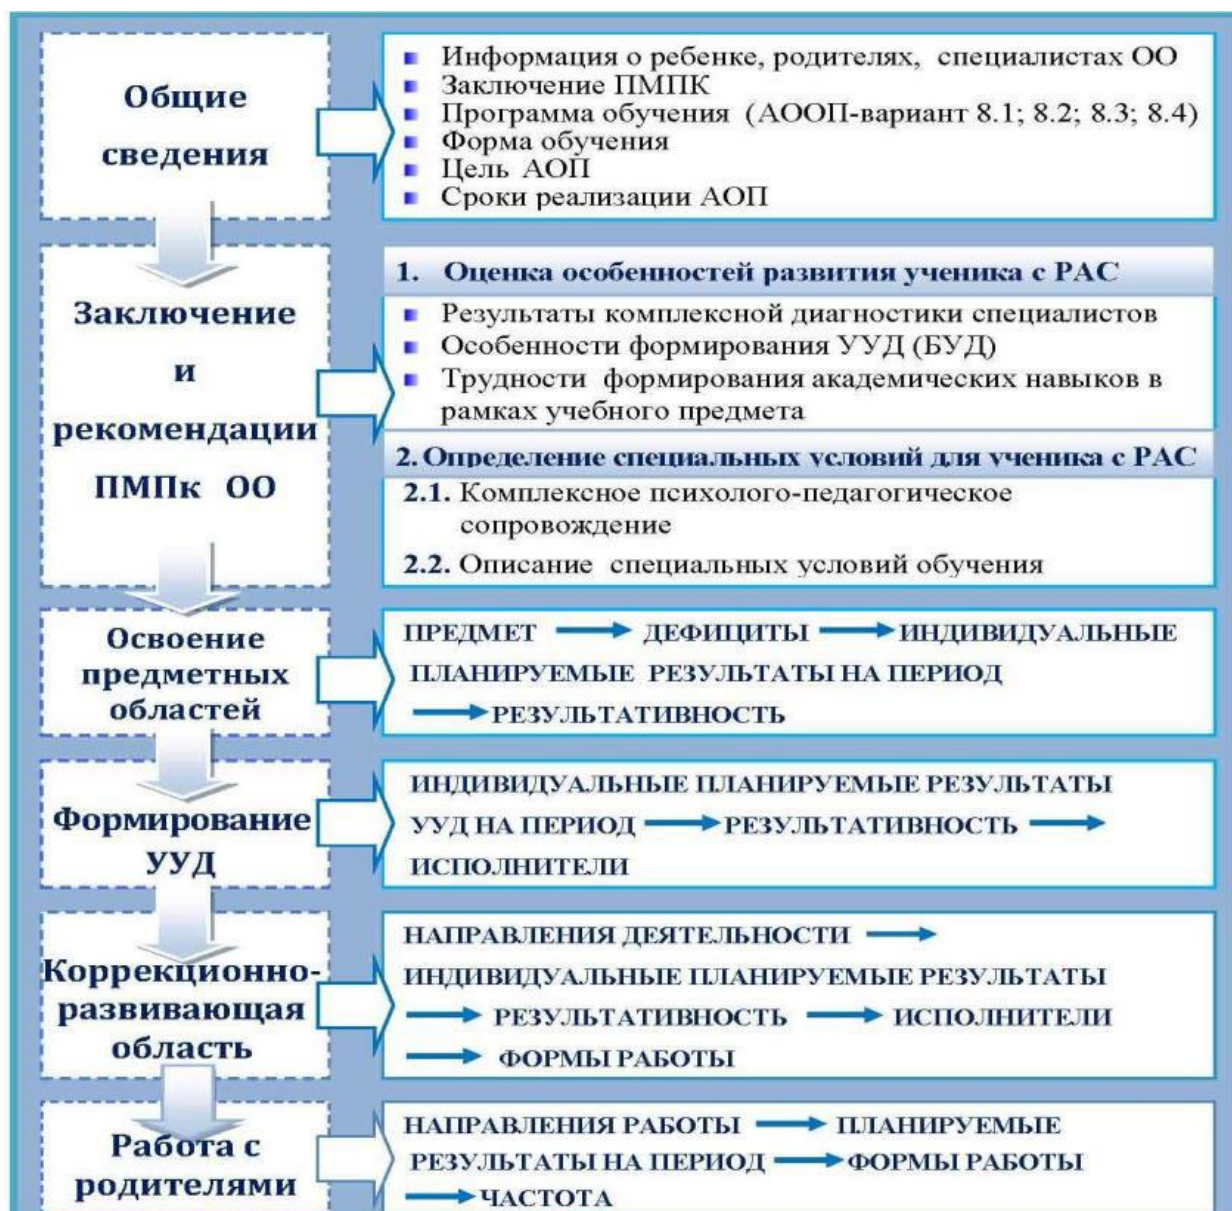 Общие
сведения
Информация о ребенке, родителях, специалистах ОО
Заключение ПМПК
Программа обучения (АООП-вариант 8.1; 8.2; 8.3; 8.4)
Форма обучения
Цель АОП
Сроки реализации АОП
Заключение
и
рекомендации
ПМПк ОО
1. Оценка особенностей развития ученика с РАС
Результаты комплексной диагностики специалистов
Особенности формирования УУД (БУД)
Трудности формирования академических навыков в
рамках учебного предмета
2. Определение специальных условий для ученика с РАС
2.1. Комплексное психолого-педагогическое
сопровождение
2.2. Описание специальных условий обучения
Освоение
предметных
областей
ПРЕДМЕТ → ДЕФИЦИТЫ → ИНДИВИДУАЛЬНЫЕ
ПЛАНИРУЕМЫЕ РЕЗУЛЬТАТЫ НА ПЕРИОД
→ РЕЗУЛЬТАТИВНОСТЬ
Формирование
УУД
ИНДИВИДУАЛЬНЫЕ ПЛАНИРУЕМЫЕ РЕЗУЛЬТАТЫ
УУД НА ПЕРИОД → РЕЗУЛЬТАТИВНОСТЬ →
ИСПОЛНИТЕЛИ
Коррекционно-
развивающая
область
НАПРАВЛЕНИЯ ДЕЯТЕЛЬНОСТИ →
ИНДИВИДУАЛЬНЫЕ ПЛАНИРУЕМЫЕ РЕЗУЛЬТАТЫ
→ РЕЗУЛЬТАТИВНОСТЬ → ИСПОЛНИТЕЛИ
→ ФОРМЫ РАБОТЫ
Работа с
родителями
НАПРАВЛЕНИЯ РАБОТЫ → ПЛАНИРУЕМЫЕ
РЕЗУЛЬТАТЫ НА ПЕРИОД → ФОРМЫ РАБОТЫ
→ ЧАСТОТА